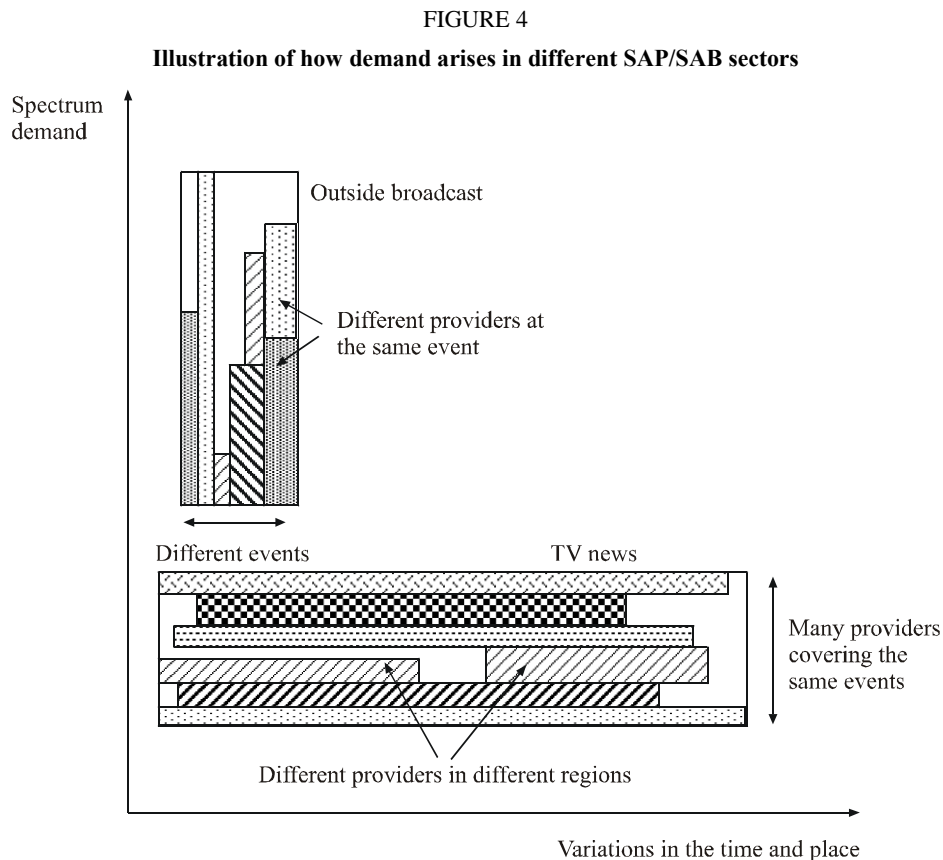 FIGURE 4
Illustration of how demand arises in different SAP/SAB sectors
Spectrum
demand
Outside broadcast
Different providers at
the same event
Different events
TV news
Many providers
covering the
same events
Different providers in different regions
Variations in the time and place